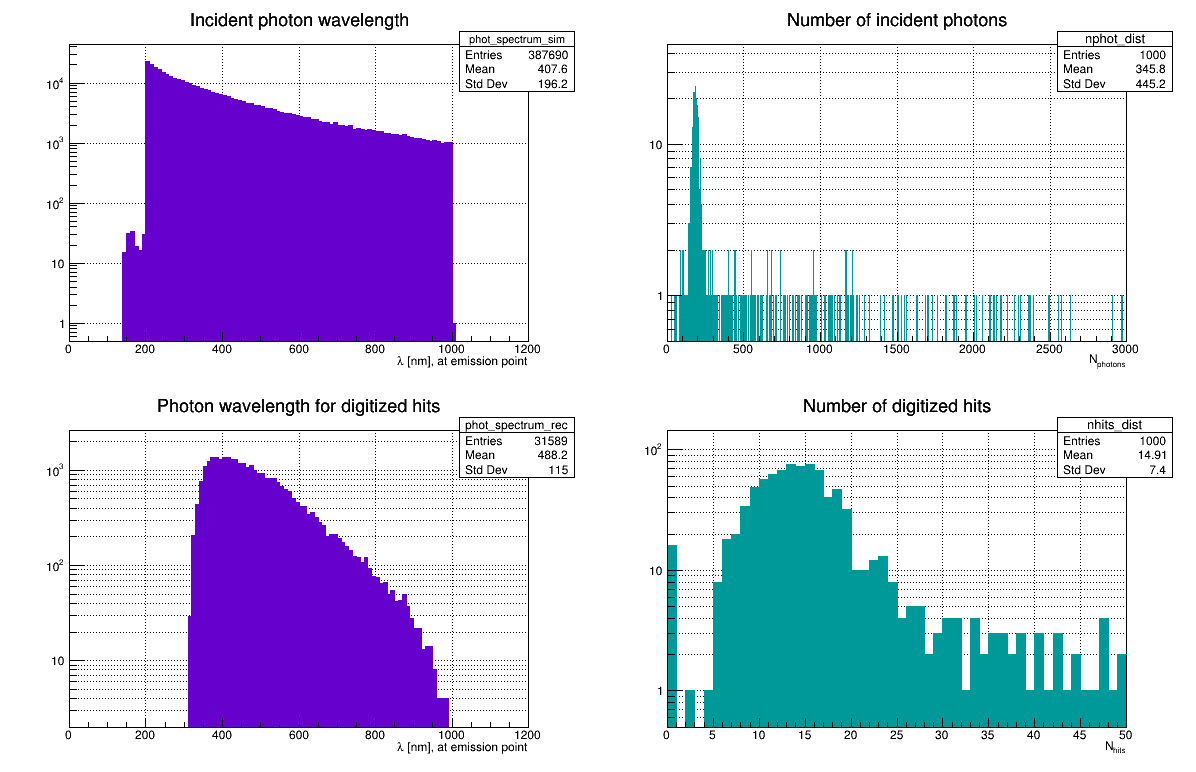 Incident photon wavelength
phot_spectrum_sim
Entries 387690
Mean 407.6
Std Dev 196.2
10^4
10^3
10^2
10
1
0 200 400 600 800 1000 1200
λ [nm], at emission point
Number of incident photons
nphot_dist
Entries 1000
Mean 345.8
Std Dev 445.2
10
1
0 500 1000 1500 2000 2500 3000
N_photons
Photon wavelength for digitized hits
phot_spectrum_rec
Entries 31589
Mean 488.2
Std Dev 115
10^3
10^2
10
0 200 400 600 800 1000 1200
λ [nm], at emission point
Number of digitized hits
nhits_dist
Entries 1000
Mean 14.91
Std Dev 7.4
10^2
10
1
0 5 10 15 20 25 30 35 40 45 50
N_hits